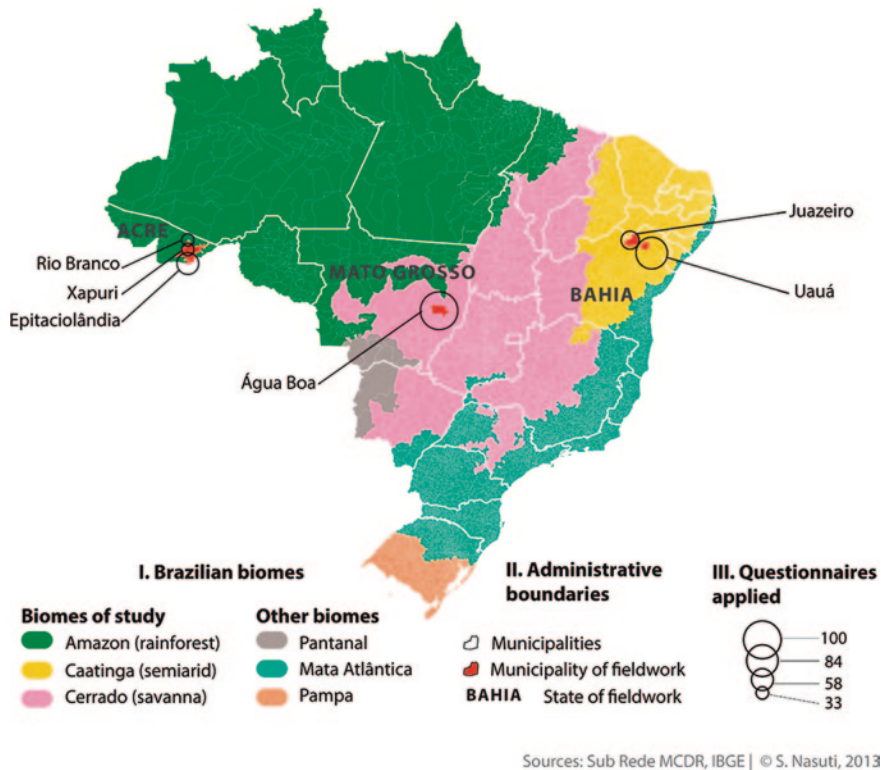 ACRE
Rio Branco
Xapuri
Epitaciolândia
MATO GROSSO
Água Boa
BAHIA
Juazeiro
Uauá
I. Brazilian biomes
Biomes of study
Amazon (rainforest)
Caatinga (semiarid)
Cerrado (savanna)
Other biomes
Pantanal
Mata Atlântica
Pampa
II. Administrative
boundaries
Municipalities
Municipality of fieldwork
BAHIA State of fieldwork
III. Questionnaires
applied
100
84
58
33
Sources: Sub Rede MCDR, IBGE | © S. Nasuti, 2013